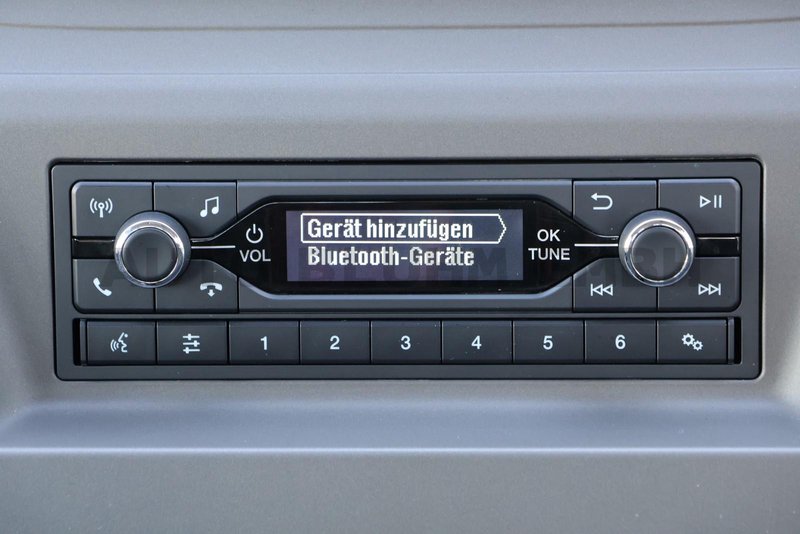 Gerät hinzufügen
Bluetooth-Geräte
VOL
OK
TUNE
1 2 3 4 5 6